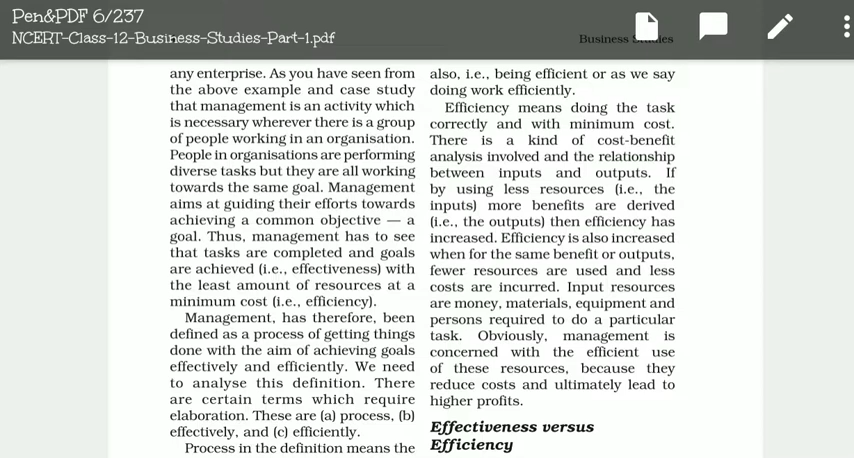 Pen&PDF 6/237
NCERT-Class-12-Business-Studies-Part-1.pdf
Business Studies
any enterprise. As you have seen from
the above example and case study
that management is an activity which
is necessary wherever there is a group
of people working in an organisation.
People in organisations are performing
diverse tasks but they are all working
towards the same goal. Management
aims at guiding their efforts towards
achieving a common objective — a
goal. Thus, management has to see
that tasks are completed and goals
are achieved (i.e., effectiveness) with
the least amount of resources at a
minimum cost (i.e., efficiency).
Management, has therefore, been
defined as a process of getting things
done with the aim of achieving goals
effectively and efficiently. We need
to analyse this definition. There
are certain terms which require
elaboration. These are (a) process, (b)
effectively, and (c) efficiently.
Process in the definition means the
also, i.e., being efficient or as we say
doing work efficiently.
Efficiency means doing the task
correctly and with minimum cost.
There is a kind of cost-benefit
analysis involved and the relationship
between inputs and outputs. If
by using less resources (i.e., the
inputs) more benefits are derived
(i.e., the outputs) then efficiency has
increased. Efficiency is also increased
when for the same benefit or outputs,
fewer resources are used and less
costs are incurred. Input resources
are money, materials, equipment and
persons required to do a particular
task. Obviously, management is
concerned with the efficient use
of these resources, because they
reduce costs and ultimately lead to
higher profits.
Effectiveness versus
Efficiency